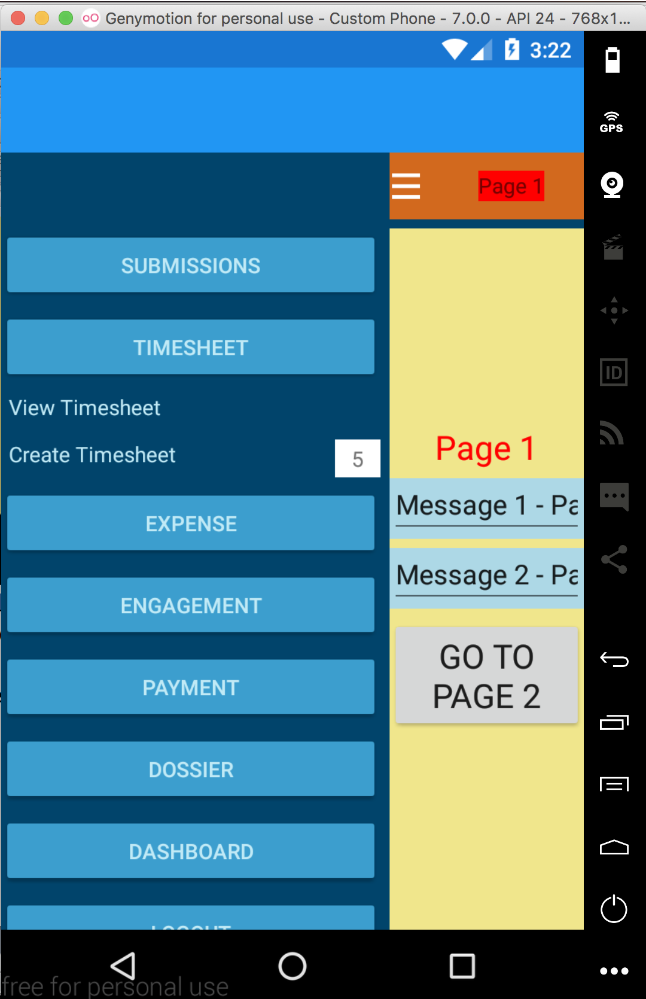 Genymotion for personal use - Custom Phone - 7.0.0 - API 24 - 768x1...
3:22
GPS
Page 1
SUBMISSIONS
TIMESHEET
View Timesheet
Create Timesheet
5
EXPENSE
ENGAGEMENT
PAYMENT
DOSSIER
DASHBOARD
LOGOUT
Page 1
Message 1 - Pa
Message 2 - Pa
GO TO
PAGE 2
ID
free for personal use